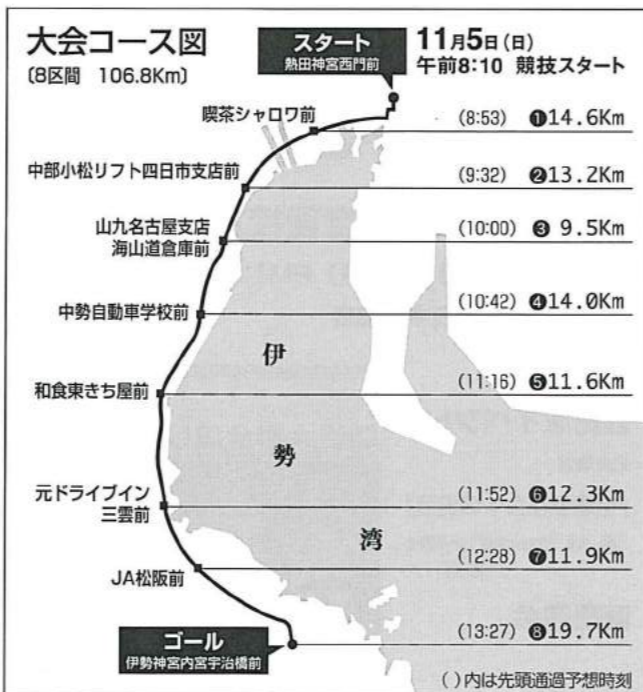 大会コース図
〔8区間 106.8Km〕
スタート
熱田神宮西門前
11月5日(日)
午前8:10 競技スタート
喫茶シャロワ前
(8:53) ❶14.6Km
中部小松リフト四日市支店前
(9:32) ❷13.2Km
山九名古屋支店
海山道倉庫前
(10:00) ❸ 9.5Km
中勢自動車学校前
(10:42) ❹14.0Km
和食東きち屋前
(11:16) ❺11.6Km
元ドライブイン
三雲前
(11:52) ❻12.3Km
JA松阪前
(12:28) ❼11.9Km
ゴール
伊勢神宮内宮宇治橋前
(13:27) ❽19.7Km
伊
勢
湾
( )内は先頭通過予想時刻